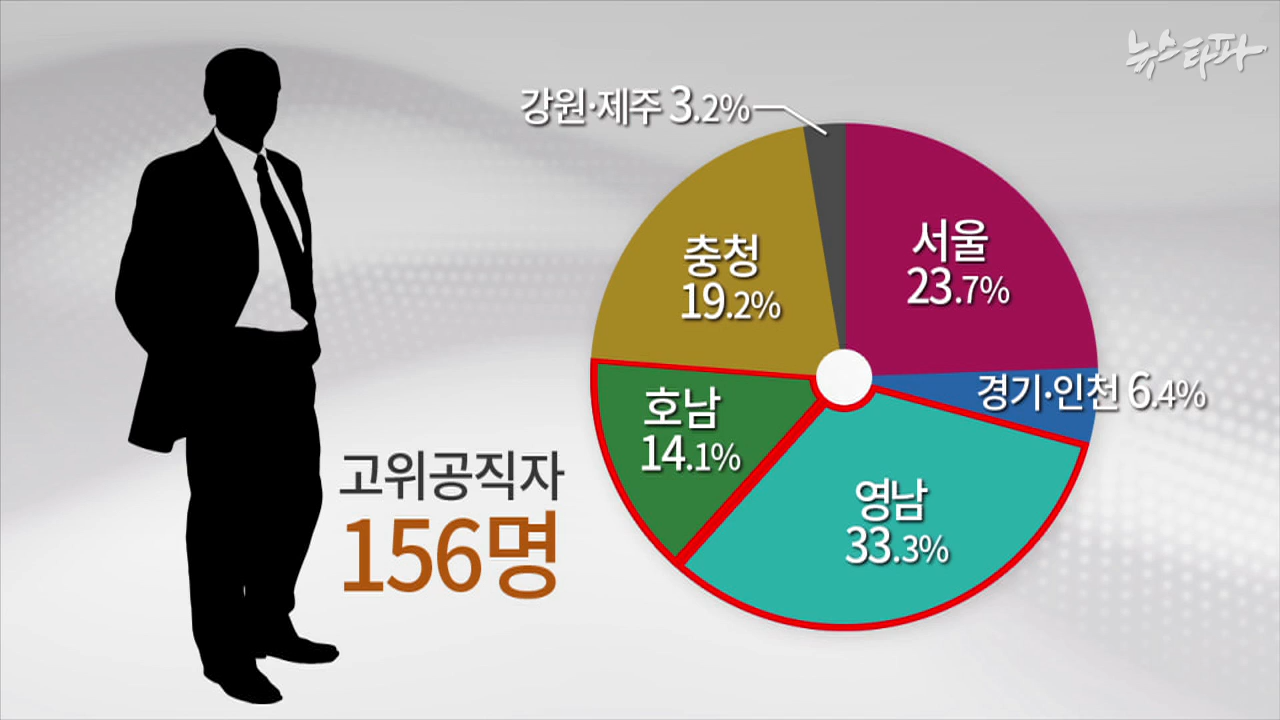 뉴스타파
강원·제주 3.2%
서울
23.7%
충청
19.2%
경기·인천 6.4%
호남
14.1%
영남
33.3%
고위공직자
156명